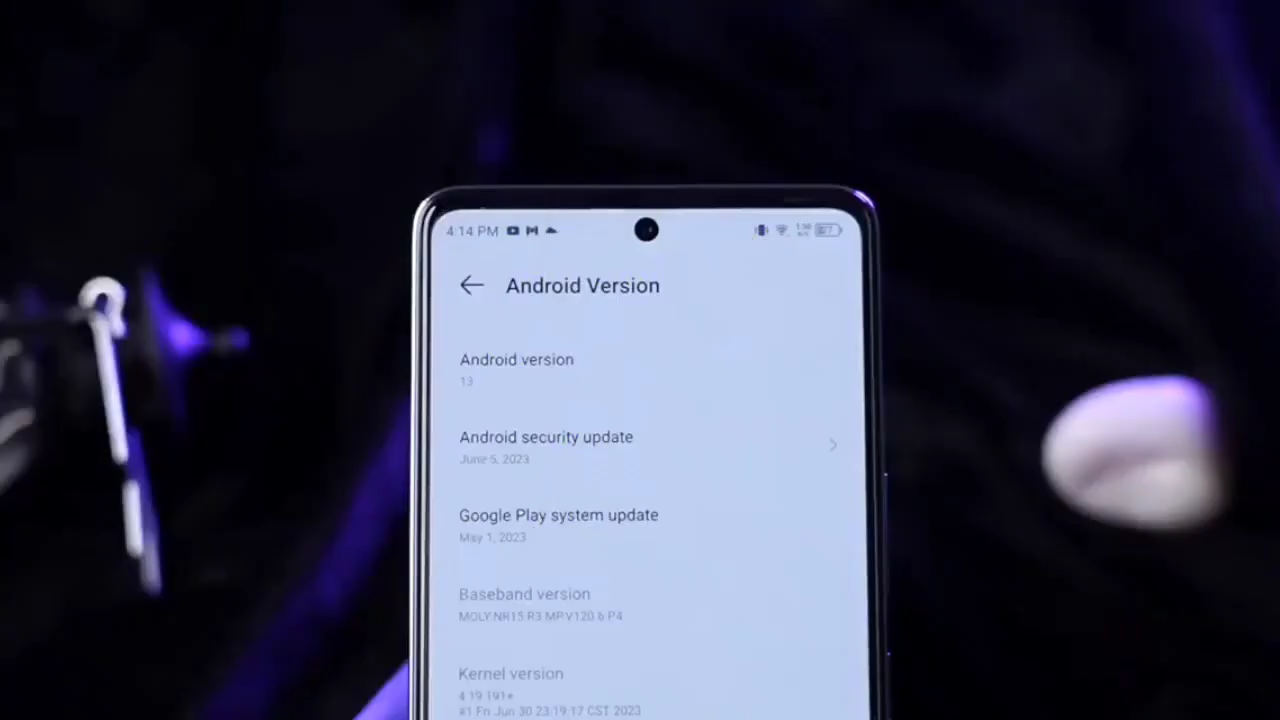 4:14 PM
Android Version
Android version
13
Android security update
June 5, 2023
Google Play system update
May 1, 2023
Baseband version
MOLY.NR15.R3.MP.V120.6.P4
Kernel version
4.19.191+
#1 Fri Jun 30 23:19:17 CST 2023